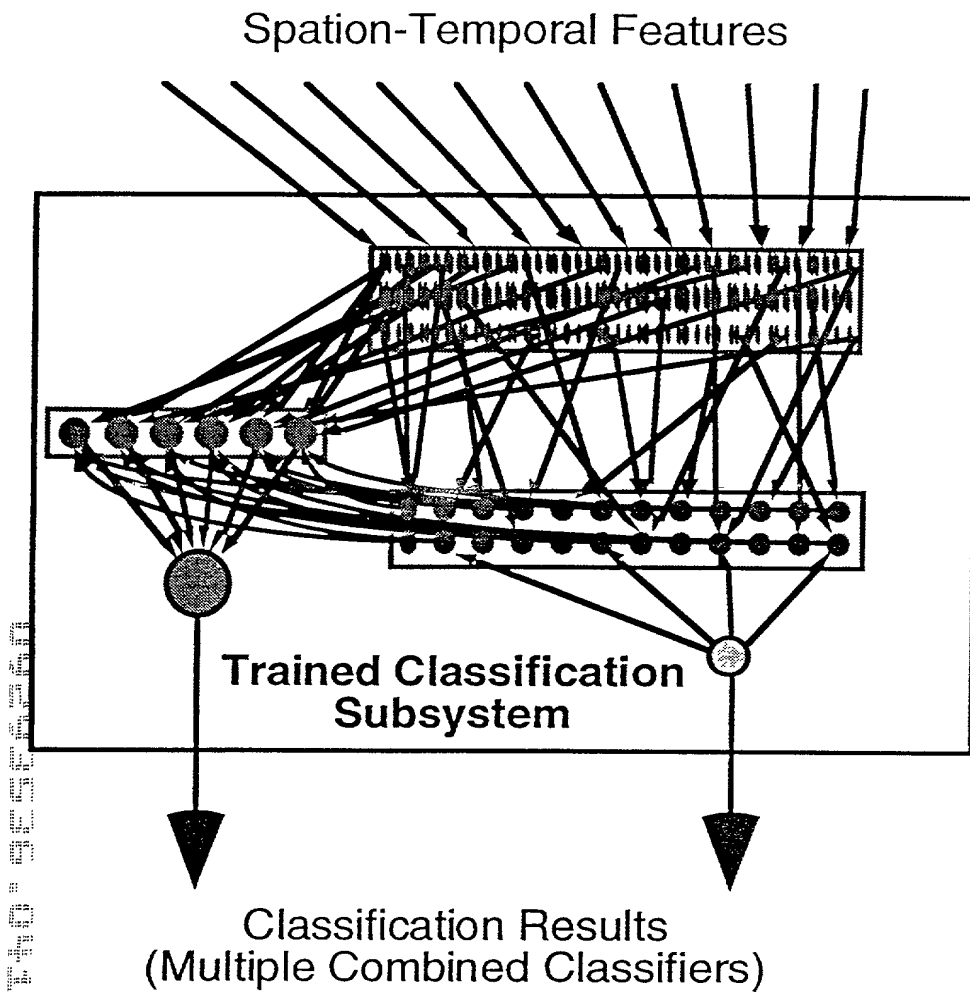 Spation-Temporal Features
Trained Classification
Subsystem
Classification Results
(Multiple Combined Classifiers)